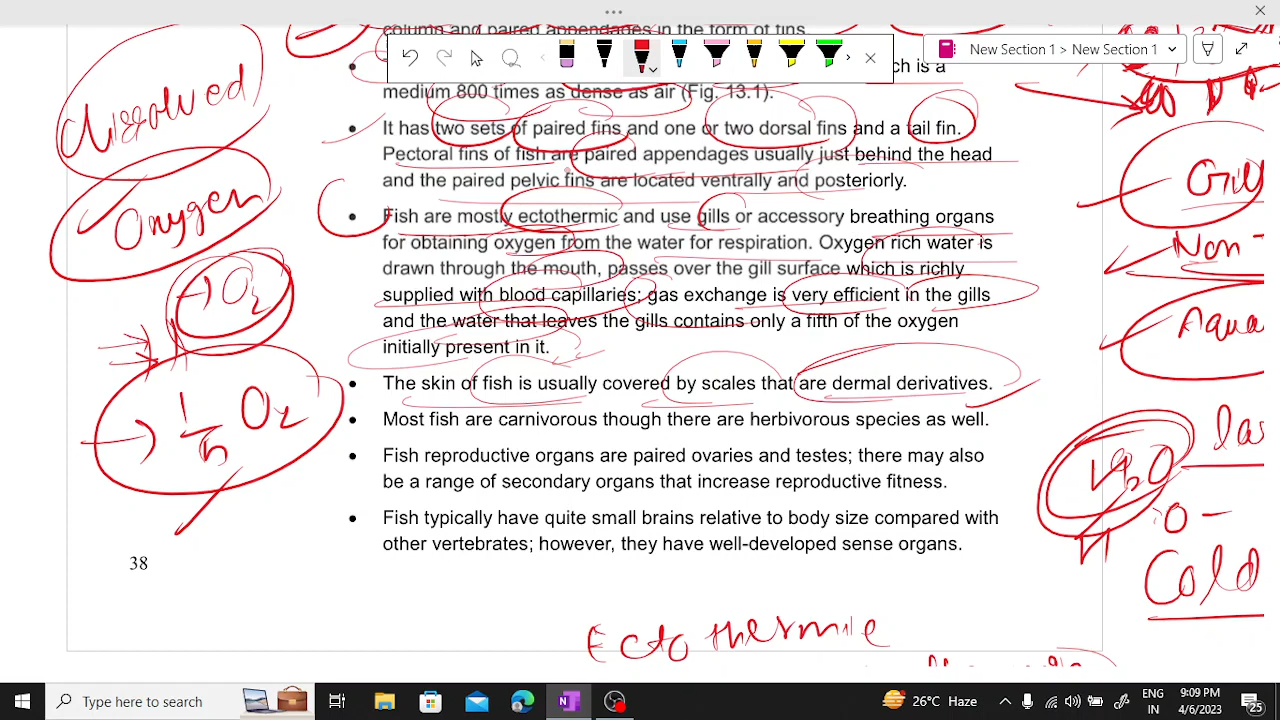 column and paired appendages in the form of fins
New Section 1 > New Section 1
ch is a
medium 800 times as dense as air (Fig. 13.1).
• It has two sets of paired fins and one or two dorsal fins and a tail fin.
Pectoral fins of fish are paired appendages usually just behind the head
and the paired pelvic fins are located ventrally and posteriorly.
• Fish are mostly ectothermic and use gills or accessory breathing organs
for obtaining oxygen from the water for respiration. Oxygen rich water is
drawn through the mouth, passes over the gill surface which is richly
supplied with blood capillaries; gas exchange is very efficient in the gills
and the water that leaves the gills contains only a fifth of the oxygen
initially present in it.
• The skin of fish is usually covered by scales that are dermal derivatives.
• Most fish are carnivorous though there are herbivorous species as well.
• Fish reproductive organs are paired ovaries and testes; there may also
be a range of secondary organs that increase reproductive fitness.
• Fish typically have quite small brains relative to body size compared with
other vertebrates; however, they have well-developed sense organs.
38
Dissolved
Oxygen
→ O2
→ 1/5 O2
Gill
Non-
Aqua
Cold
Type here to search
26°C Haze
ENG
IN
9:09 PM
4/6/2023
25